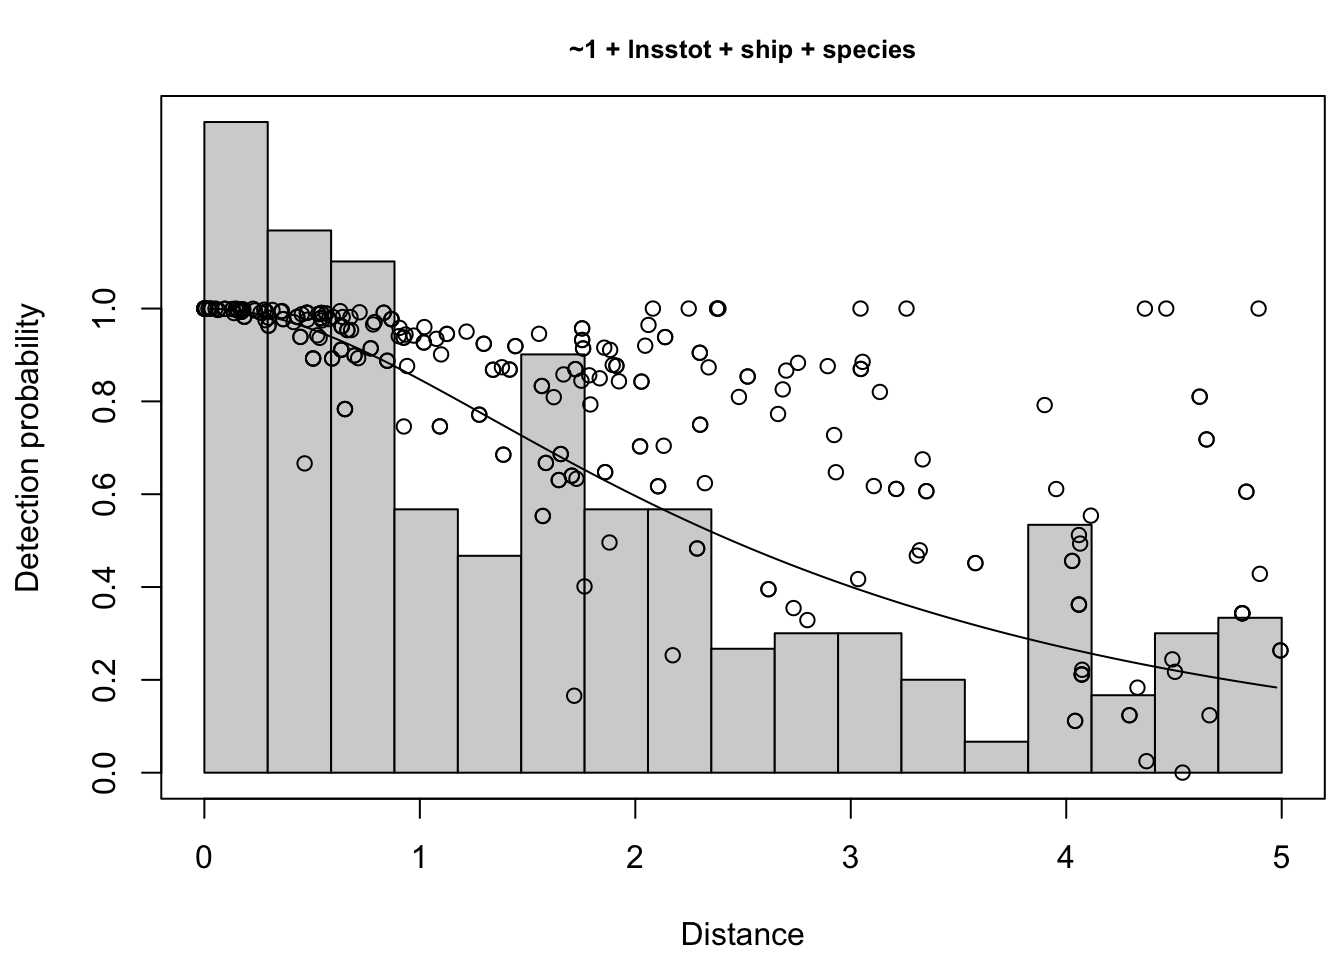 ~1 + lnsstot + ship + species
Detection probability
1.0
0.8
0.6
0.4
0.2
0.0
0 1 2 3 4 5
Distance